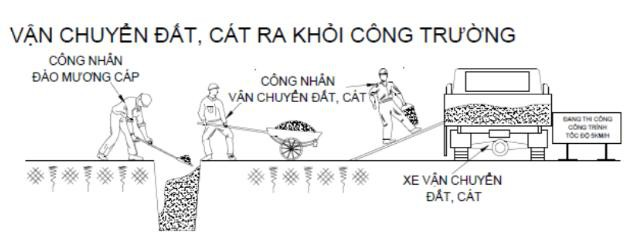 VẬN CHUYỂN ĐẤT, CÁT RA KHỎI CÔNG TRƯỜNG
CÔNG NHÂN
ĐÀO MƯƠNG CÁP
CÔNG NHÂN
VẬN CHUYỂN ĐẤT, CÁT
ĐANG THI CÔNG
CÔNG TRÌNH
TỐC ĐỘ 5KM/H
XE VẬN CHUYỂN
ĐẤT, CÁT